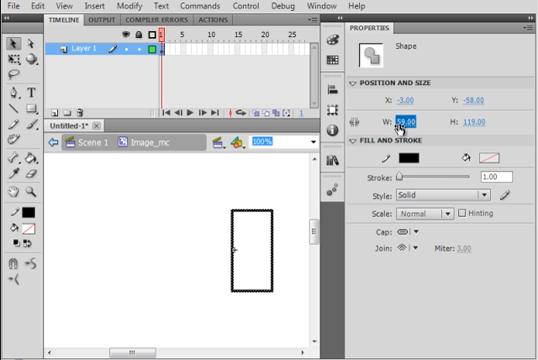 File Edit View Insert Modify Text Commands Control Debug Window Help
TIMELINE OUTPUT COMPILER ERRORS ACTIONS
5 10 15 20 25 30
Layer 1
1
Untitled-1*
Scene 1 Image_mc 100%
PROPERTIES
Shape
POSITION AND SIZE
X: -3.00 Y: -58.00
W: 59.00 H: 119.00
FILL AND STROKE
Stroke: 1.00
Style: Solid
Scale: Normal Hinting
Cap:
Join: Miter: 3.00